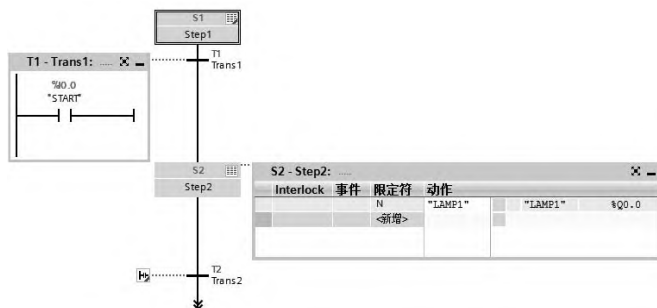 S1
Step1
T1 - Trans1: .....
T1
Trans1
%I0.0
"START"
S2
Step2
S2 - Step2: .....
Interlock 事件 限定符 动作
N "LAMP1" "LAMP1" %Q0.0
<新增>
T2
Trans2